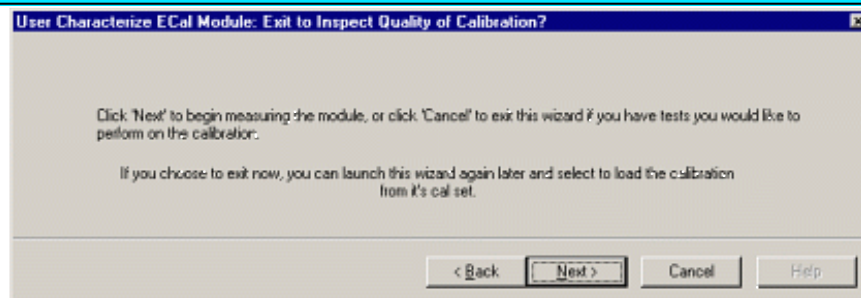 User Characterize ECal Module: Exit to Inspect Quality of Calibration?
Click 'Next' to begin measuring the module, or click 'Cancel' to exit this wizard if you have tests you would like to
perform on the calibration.
If you choose to exit now, you can launch this wizard again later and select to load the calibration
from it's cal set.
< Back Next > Cancel Help